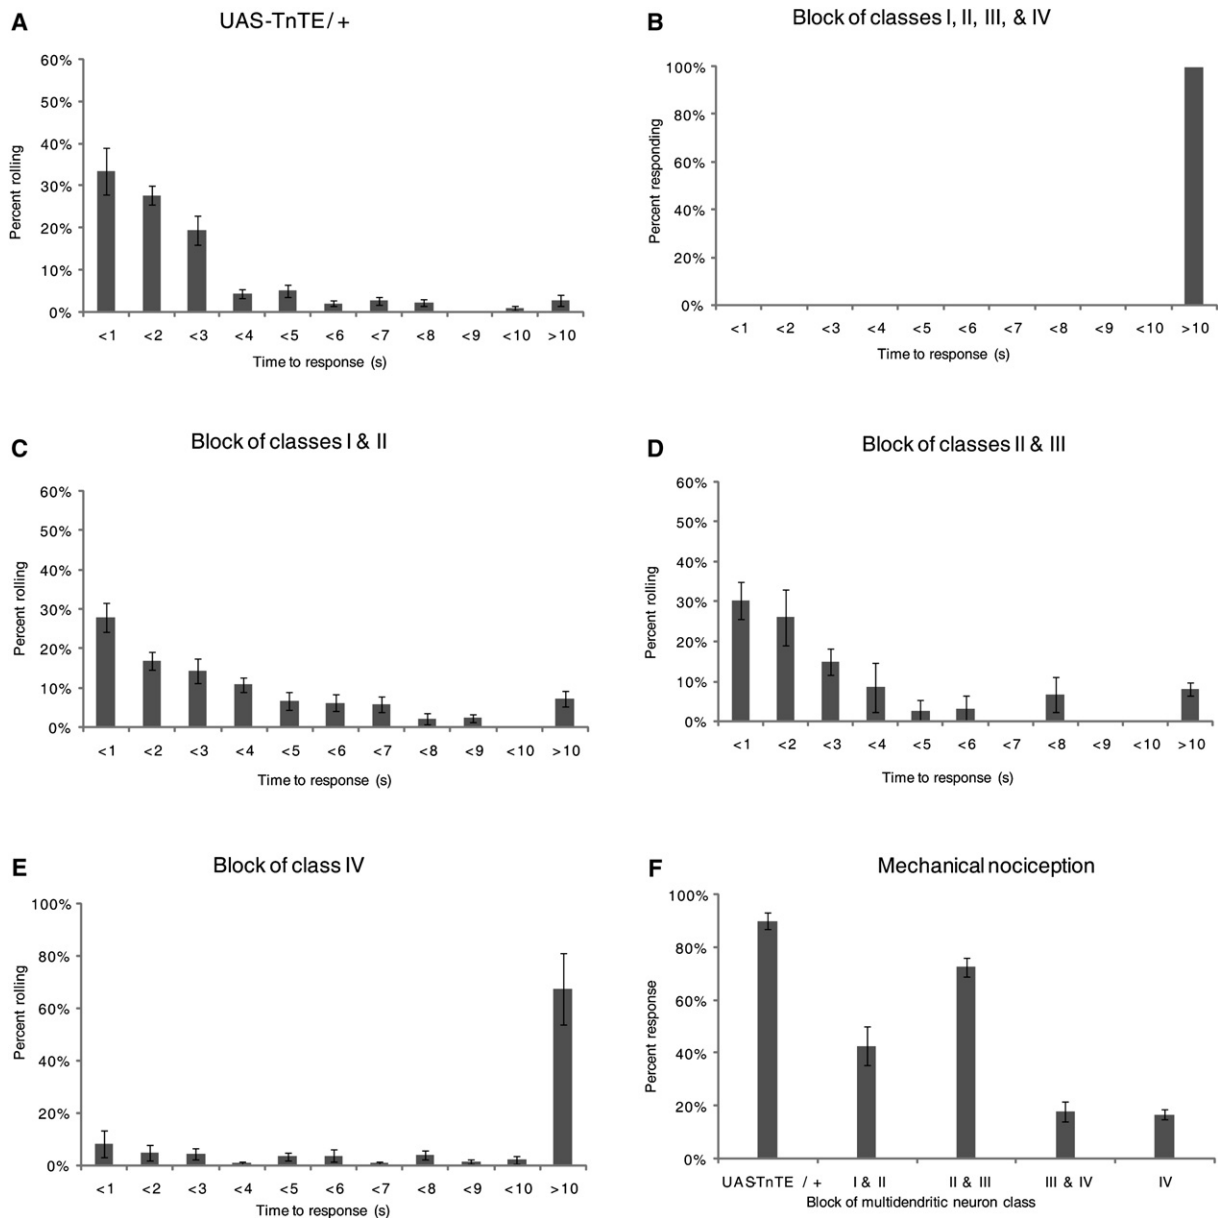 A
UAS-TnTE / +
Percent rolling
60%
50%
40%
30%
20%
10%
0%
<1 <2 <3 <4 <5 <6 <7 <8 <9 <10 >10
Time to response (s)
B
Block of classes I, II, III, & IV
Percent responding
100%
80%
60%
40%
20%
0%
<1 <2 <3 <4 <5 <6 <7 <8 <9 <10 >10
Time to response (s)
C
Block of classes I & II
Percent rolling
60%
50%
40%
30%
20%
10%
0%
<1 <2 <3 <4 <5 <6 <7 <8 <9 <10 >10
Time to response (s)
D
Block of classes II & III
Percent rolling
60%
50%
40%
30%
20%
10%
0%
<1 <2 <3 <4 <5 <6 <7 <8 <9 <10 >10
Time to response (s)
E
Block of class IV
Percent rolling
100%
80%
60%
40%
20%
0%
<1 <2 <3 <4 <5 <6 <7 <8 <9 <10 >10
Time to response (s)
F
Mechanical nociception
Percent response
100%
80%
60%
40%
20%
0%
UAS-TnTE / + I & II II & III III & IV IV
Block of multidendritic neuron class